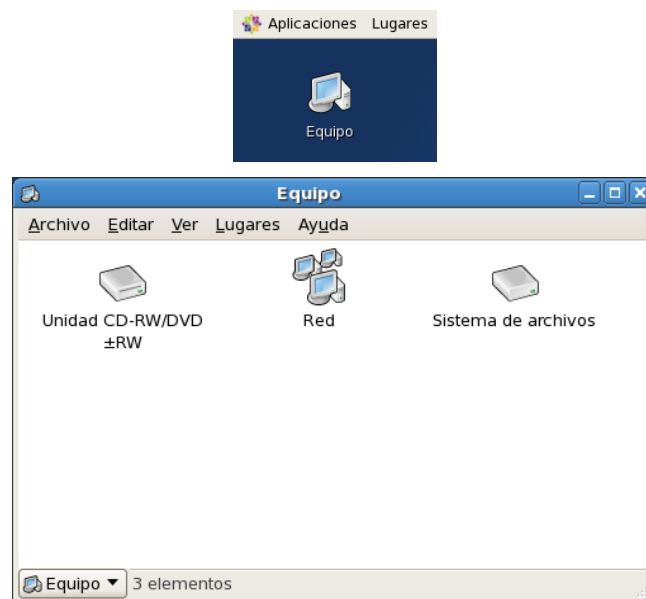 Aplicaciones Lugares
Equipo
Equipo
Archivo Editar Ver Lugares Ayuda
Unidad CD-RW/DVD
±RW
Red
Sistema de archivos
Equipo 3 elementos